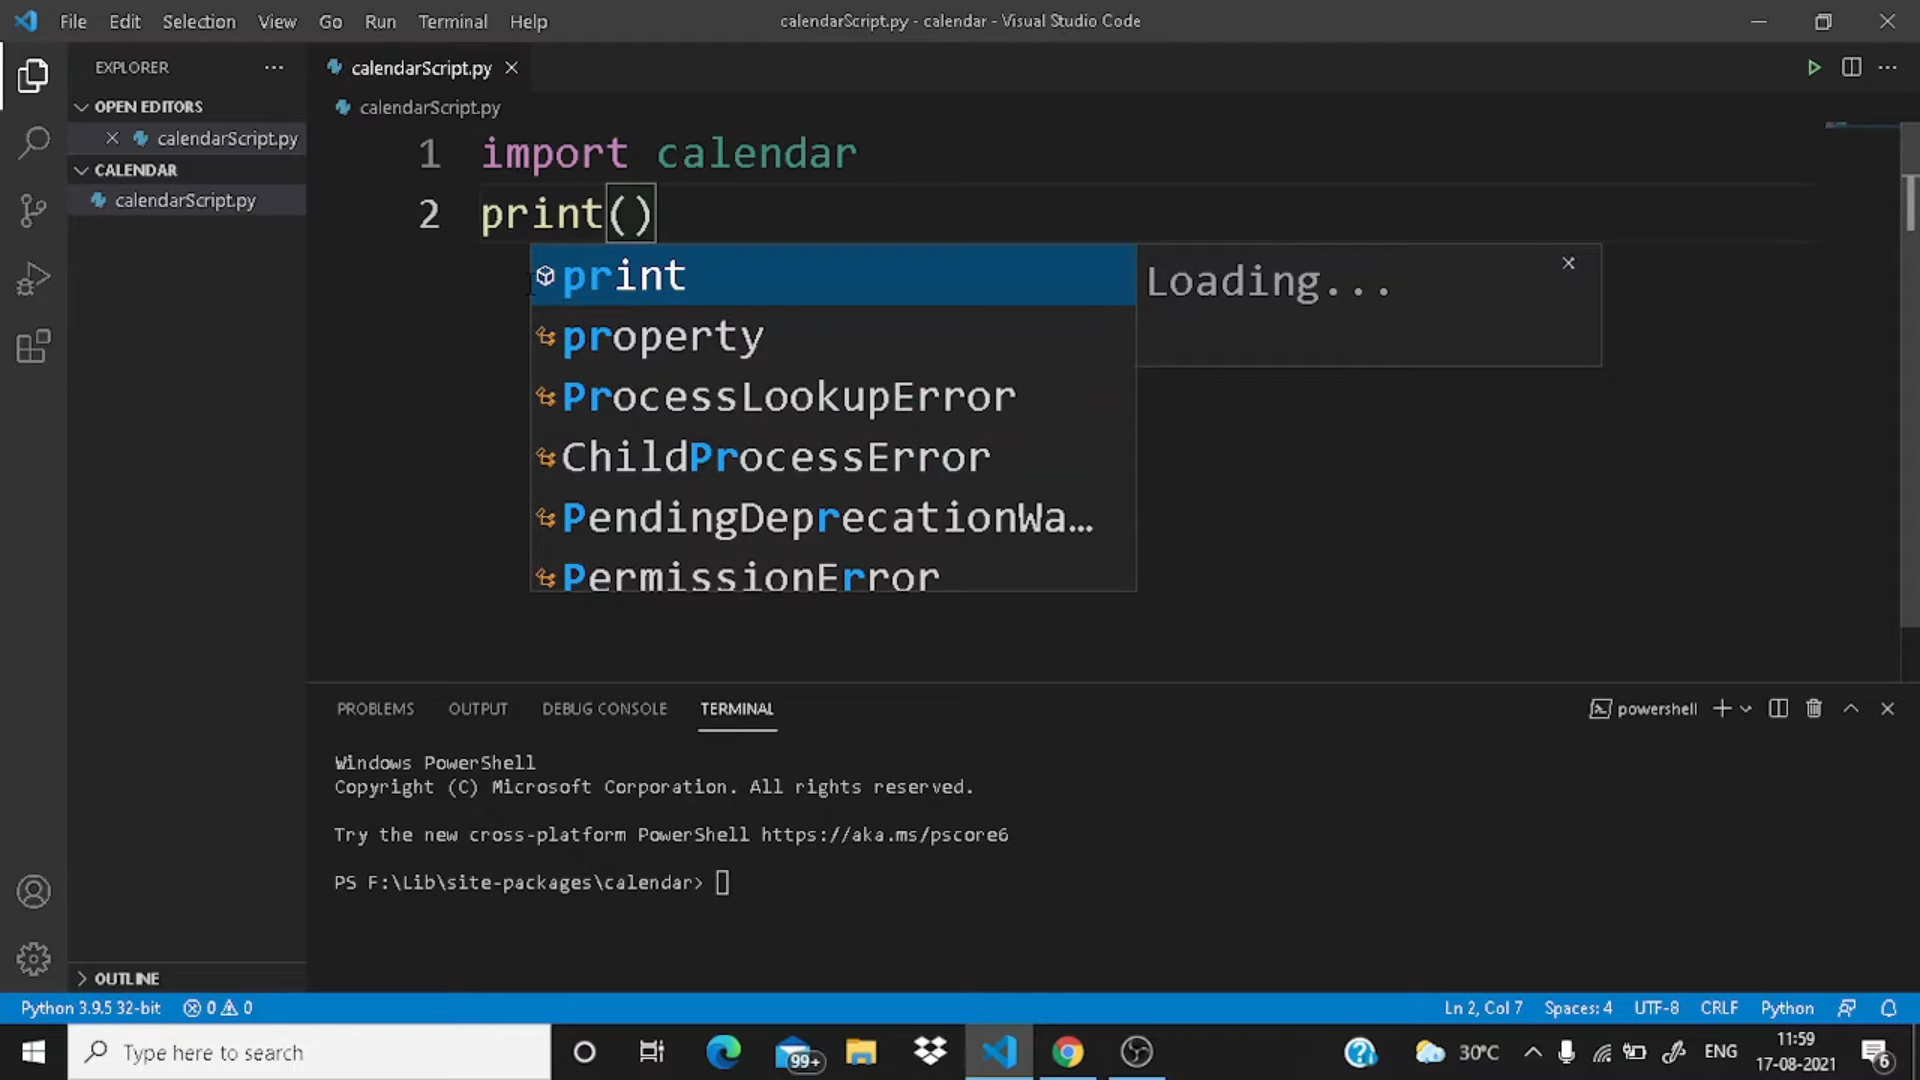 File Edit Selection View Go Run Terminal Help
calendarScript.py - calendar - Visual Studio Code
EXPLORER
OPEN EDITORS
calendarScript.py
CALENDAR
calendarScript.py
OUTLINE
calendarScript.py
calendarScript.py
1 import calendar
2 print()
print
property
ProcessLookupError
ChildProcessError
PendingDeprecationWa...
PermissionError
Loading...
PROBLEMS OUTPUT DEBUG CONSOLE TERMINAL
powershell
Windows PowerShell
Copyright (C) Microsoft Corporation. All rights reserved.
Try the new cross-platform PowerShell https://aka.ms/pscore6
PS F:\Lib\site-packages\calendar>
Python 3.9.5 32-bit 0 0
Ln 2, Col 7 Spaces: 4 UTF-8 CRLF Python
Type here to search
99+
30°C
ENG
11:59
17-08-2021
6